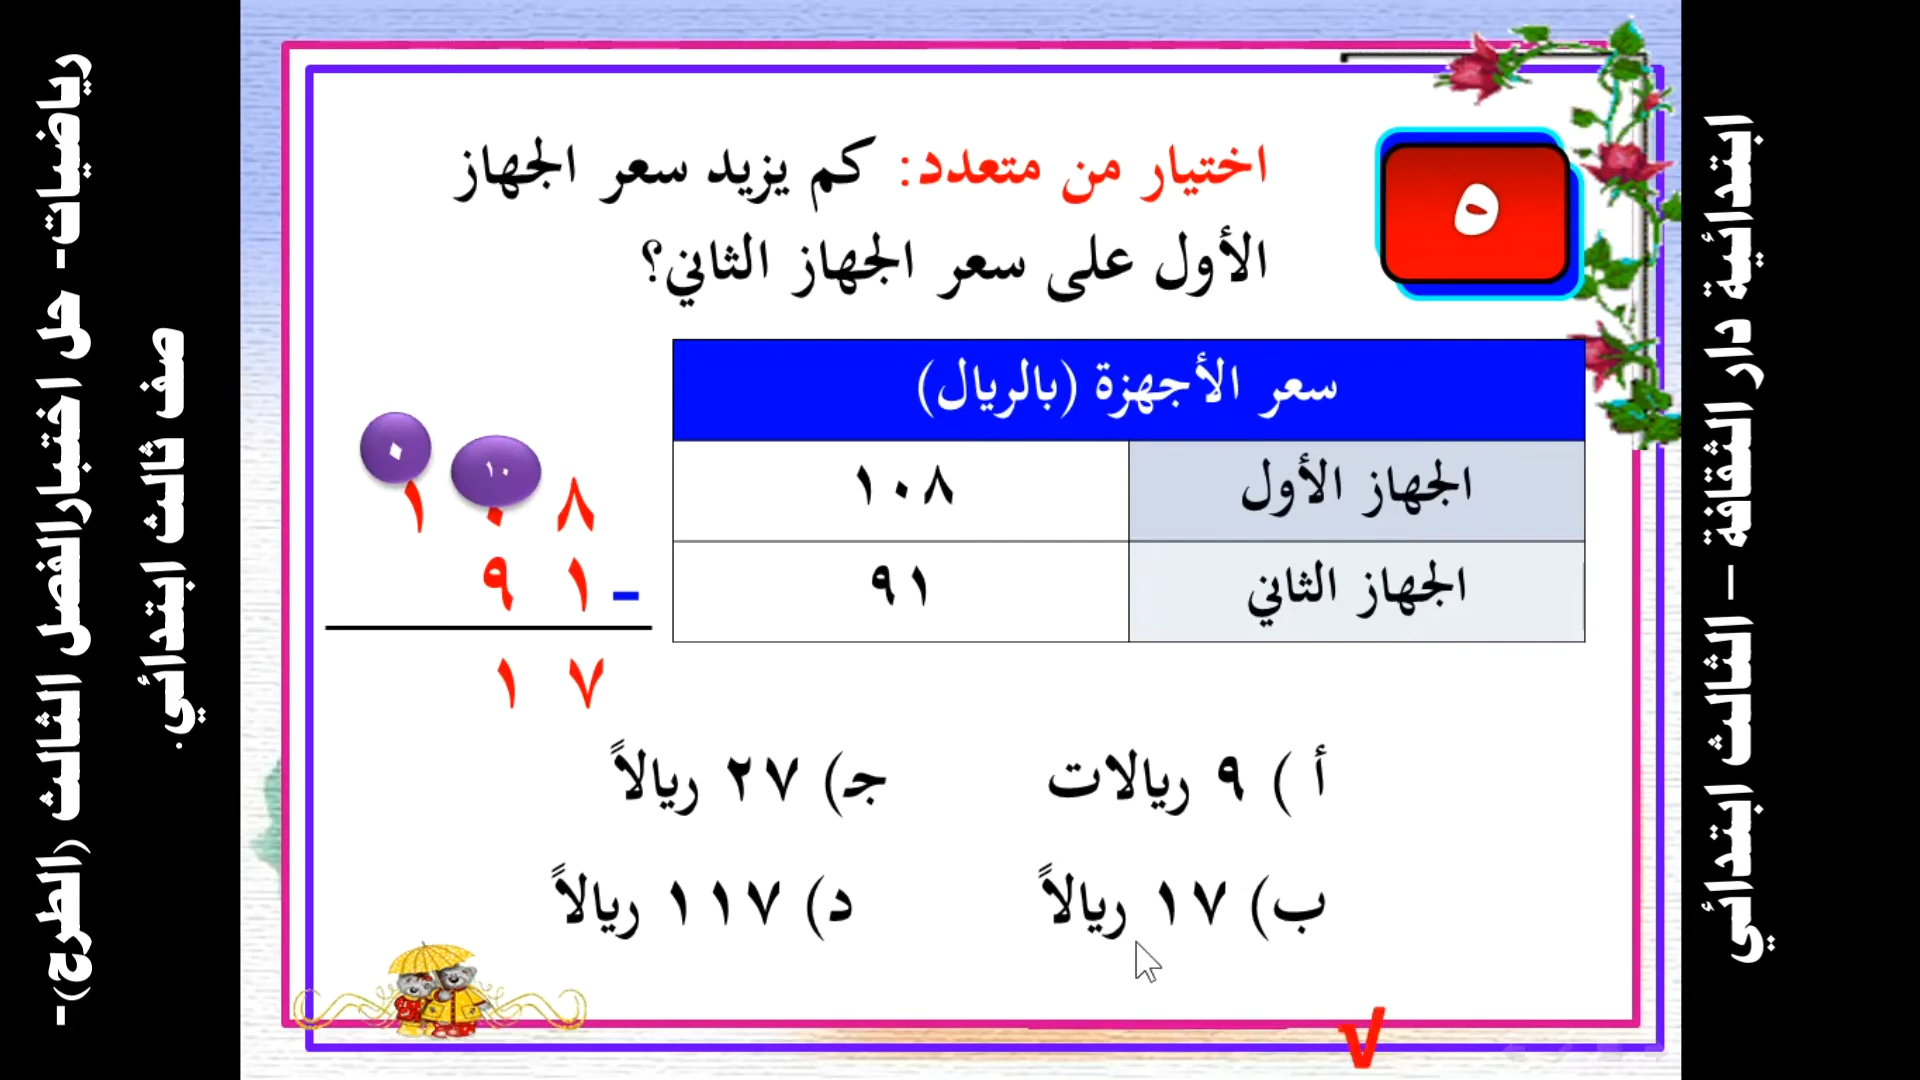 ابتدائية دار الثقافة – الثالث ابتدائي
٥
اختيار من متعدد: كم يزيد سعر الجهاز
الأول على سعر الجهاز الثاني؟
سعر الأجهزة (بالريال)
الجهاز الأول ١٠٨
الجهاز الثاني ٩١
٠ ١٠
١ ٠ ٨
٩ ١ -
١ ٧
أ ) ٩ ريالات
ج) ٢٧ ريالاً
ب) ١٧ ريالاً
د) ١١٧ ريالاً
√
رياضيات- حل اختبارالفصل الثالث (الطرح)-
صف ثالث ابتدائي.